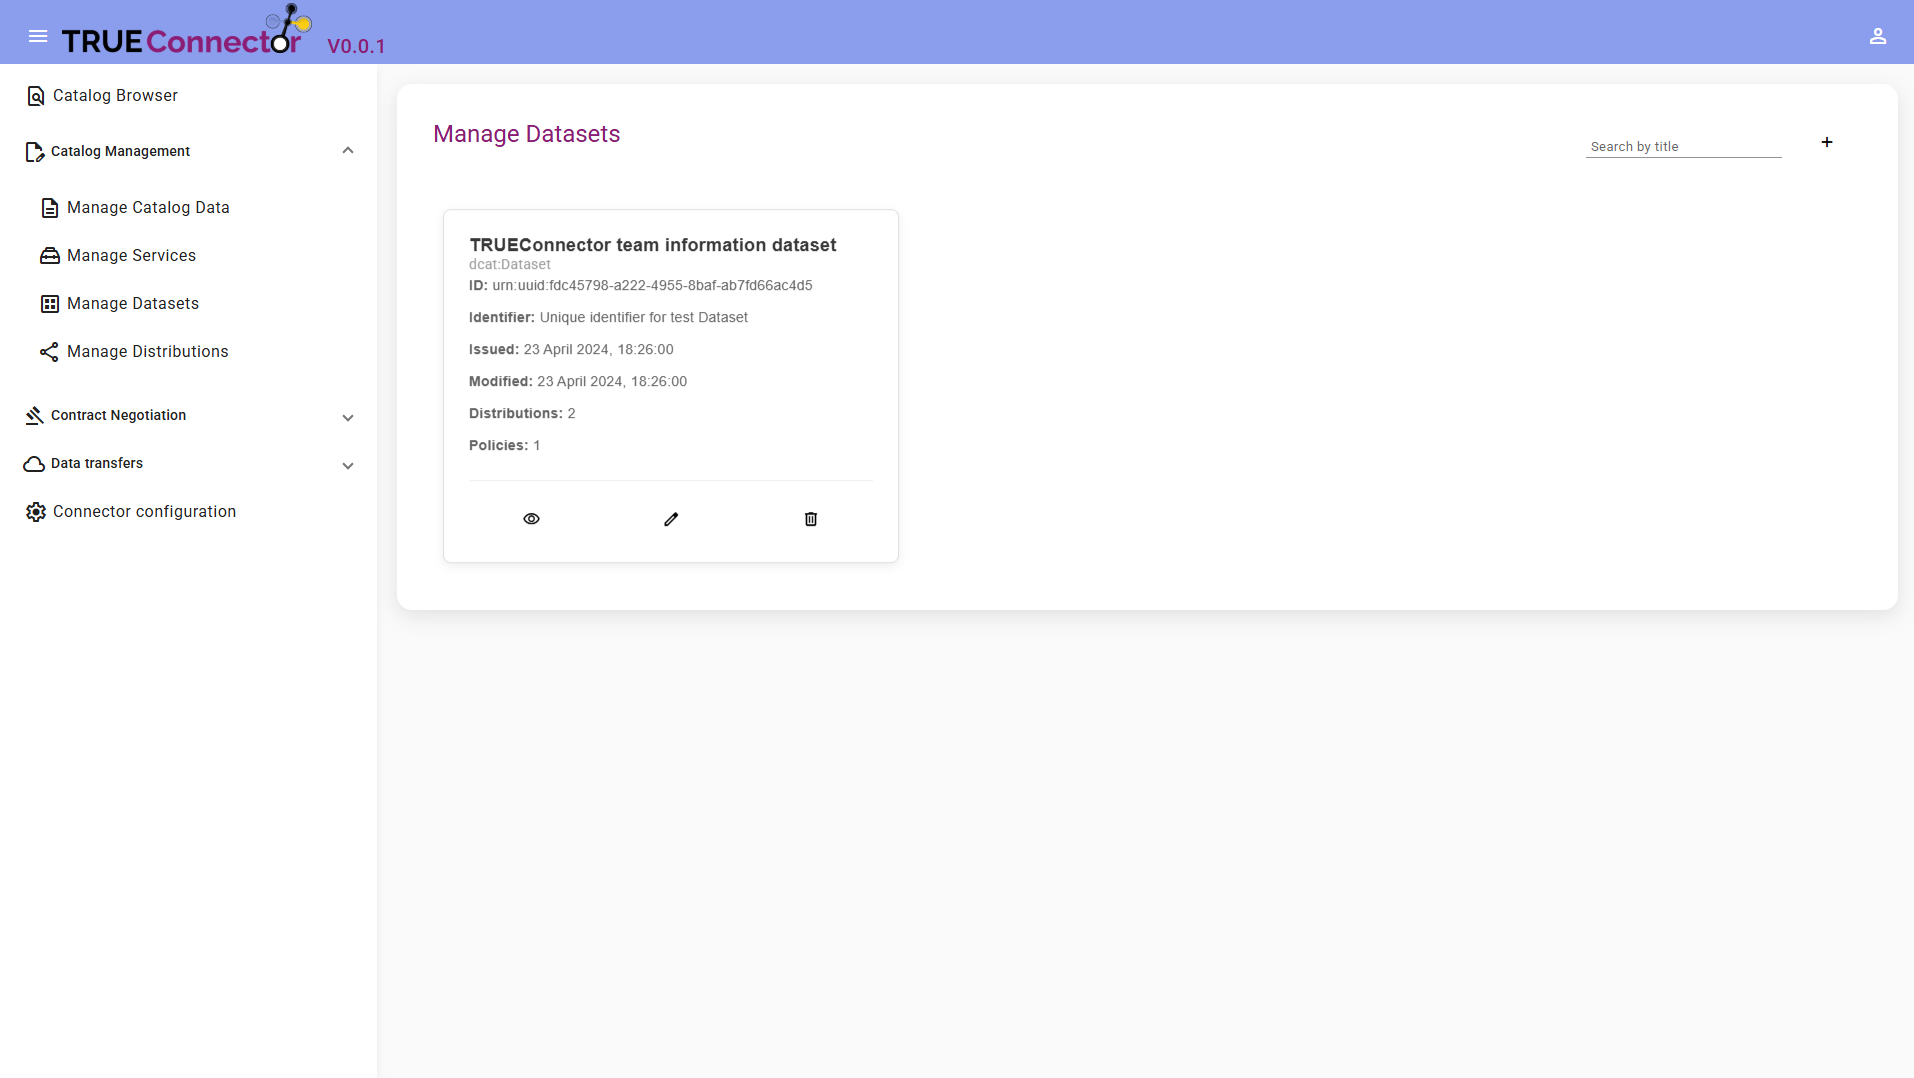 TRUEConnector V0.0.1
Catalog Browser
Catalog Management
Manage Catalog Data
Manage Services
Manage Datasets
Manage Distributions
Contract Negotiation
Data transfers
Connector configuration
Manage Datasets
Search by title
TRUEConnector team information dataset
dcat:Dataset
ID: urn:uuid:fdc45798-a222-4955-8baf-ab7fd66ac4d5
Identifier: Unique identifier for test Dataset
Issued: 23 April 2024, 18:26:00
Modified: 23 April 2024, 18:26:00
Distributions: 2
Policies: 1